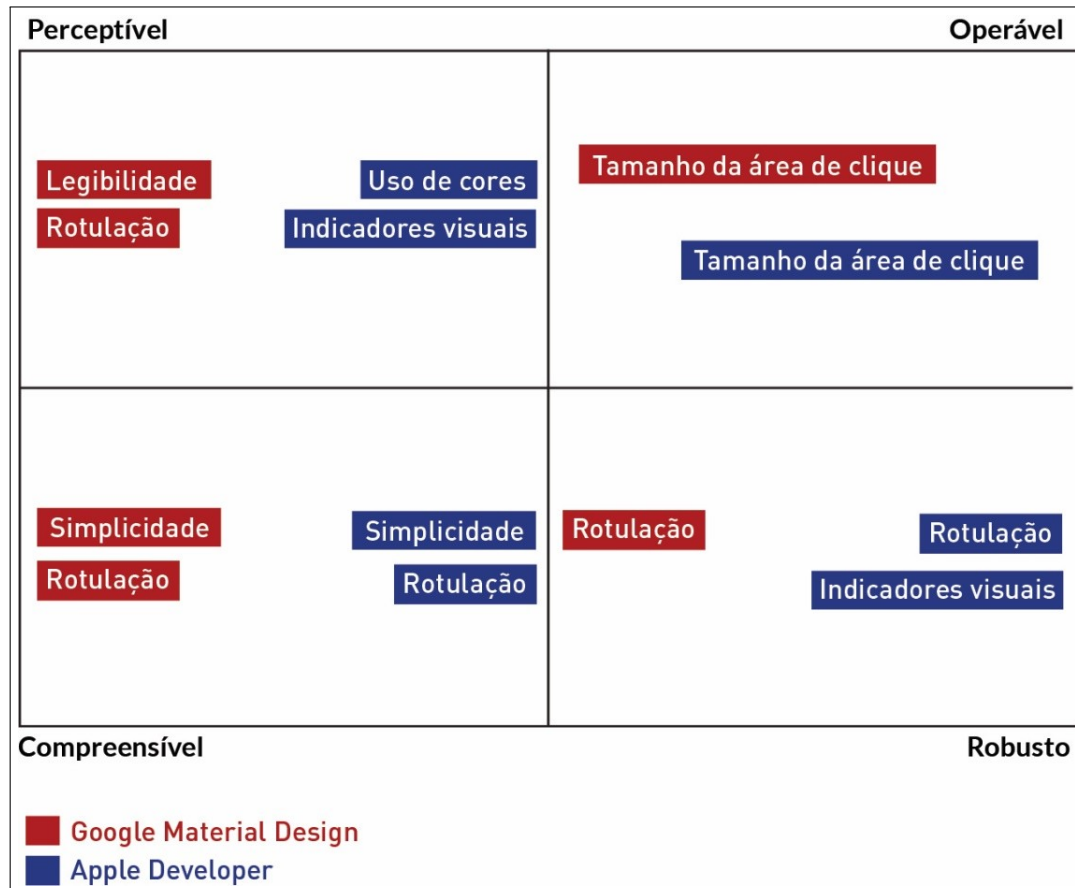 Perceptível
Operável
Legibilidade
Rotulação
Uso de cores
Indicadores visuais
Tamanho da área de clique
Tamanho da área de clique
Simplicidade
Rotulação
Simplicidade
Rotulação
Rotulação
Rotulação
Indicadores visuais
Compreensível
Robusto
Google Material Design
Apple Developer